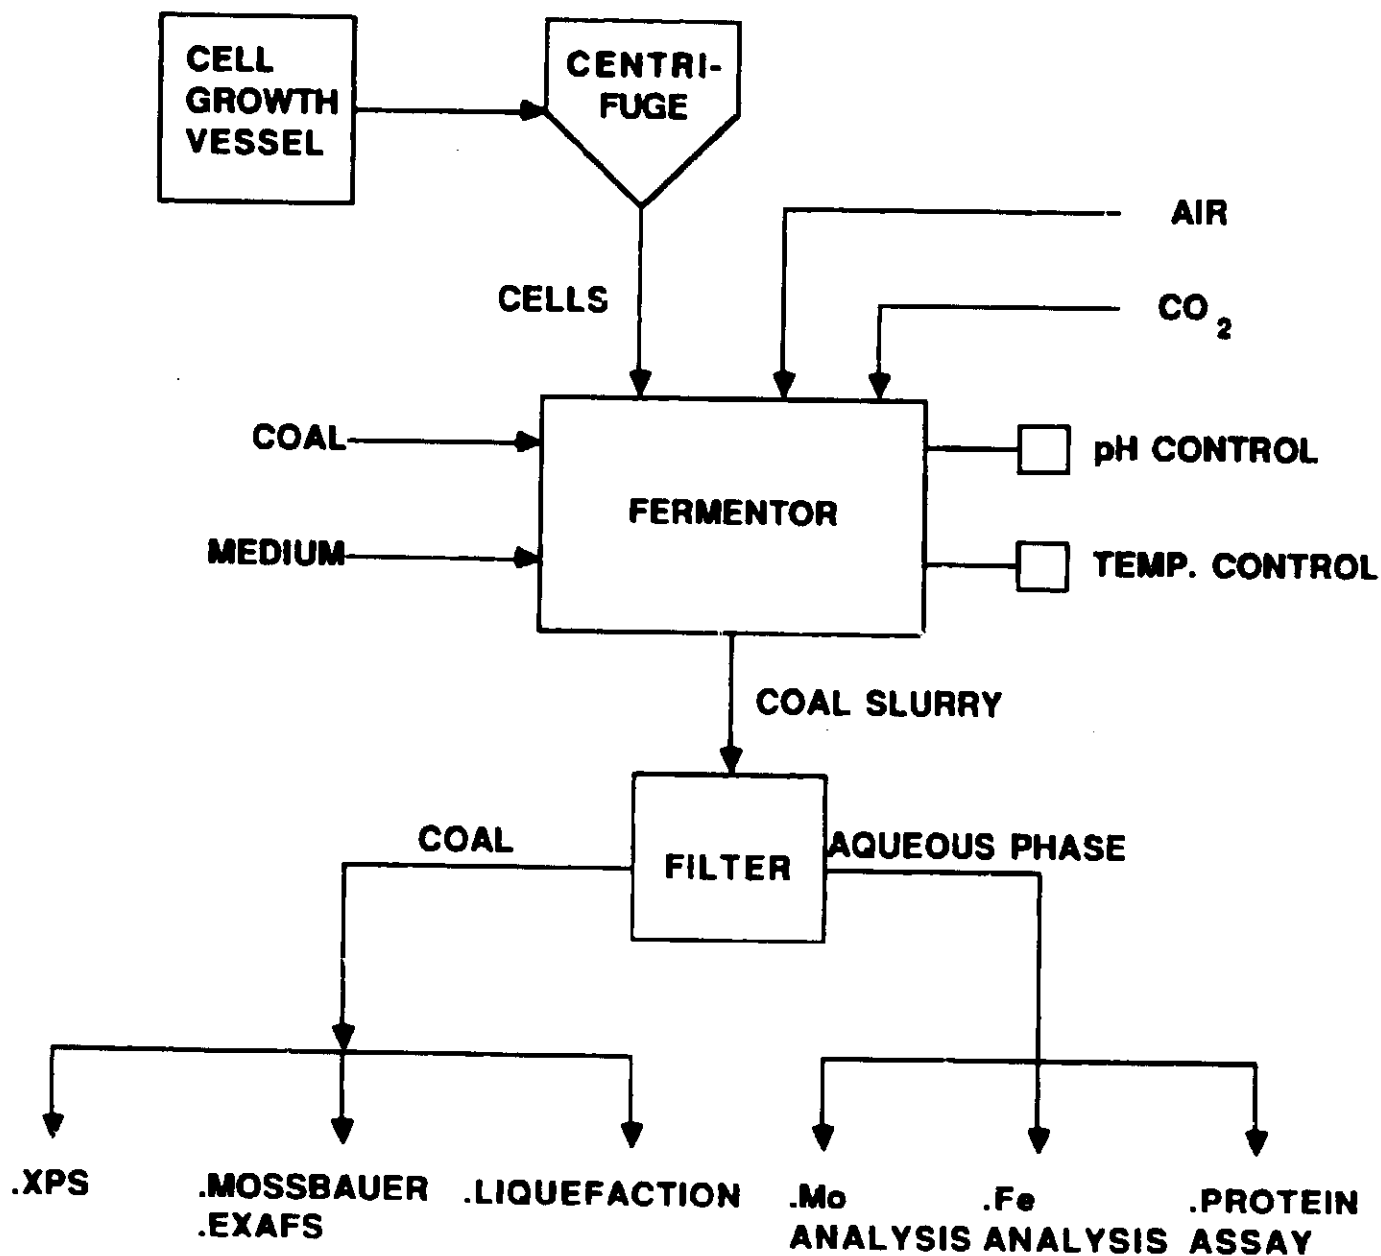 CELL
GROWTH
VESSEL
CENTRI-
FUGE
AIR
CELLS
CO2
COAL
pH CONTROL
FERMENTOR
MEDIUM
TEMP. CONTROL
COAL SLURRY
COAL
AQUEOUS PHASE
FILTER
.XPS
.MOSSBAUER
.EXAFS
.LIQUEFACTION
.Mo
ANALYSIS
.Fe
ANALYSIS
.PROTEIN
ASSAY